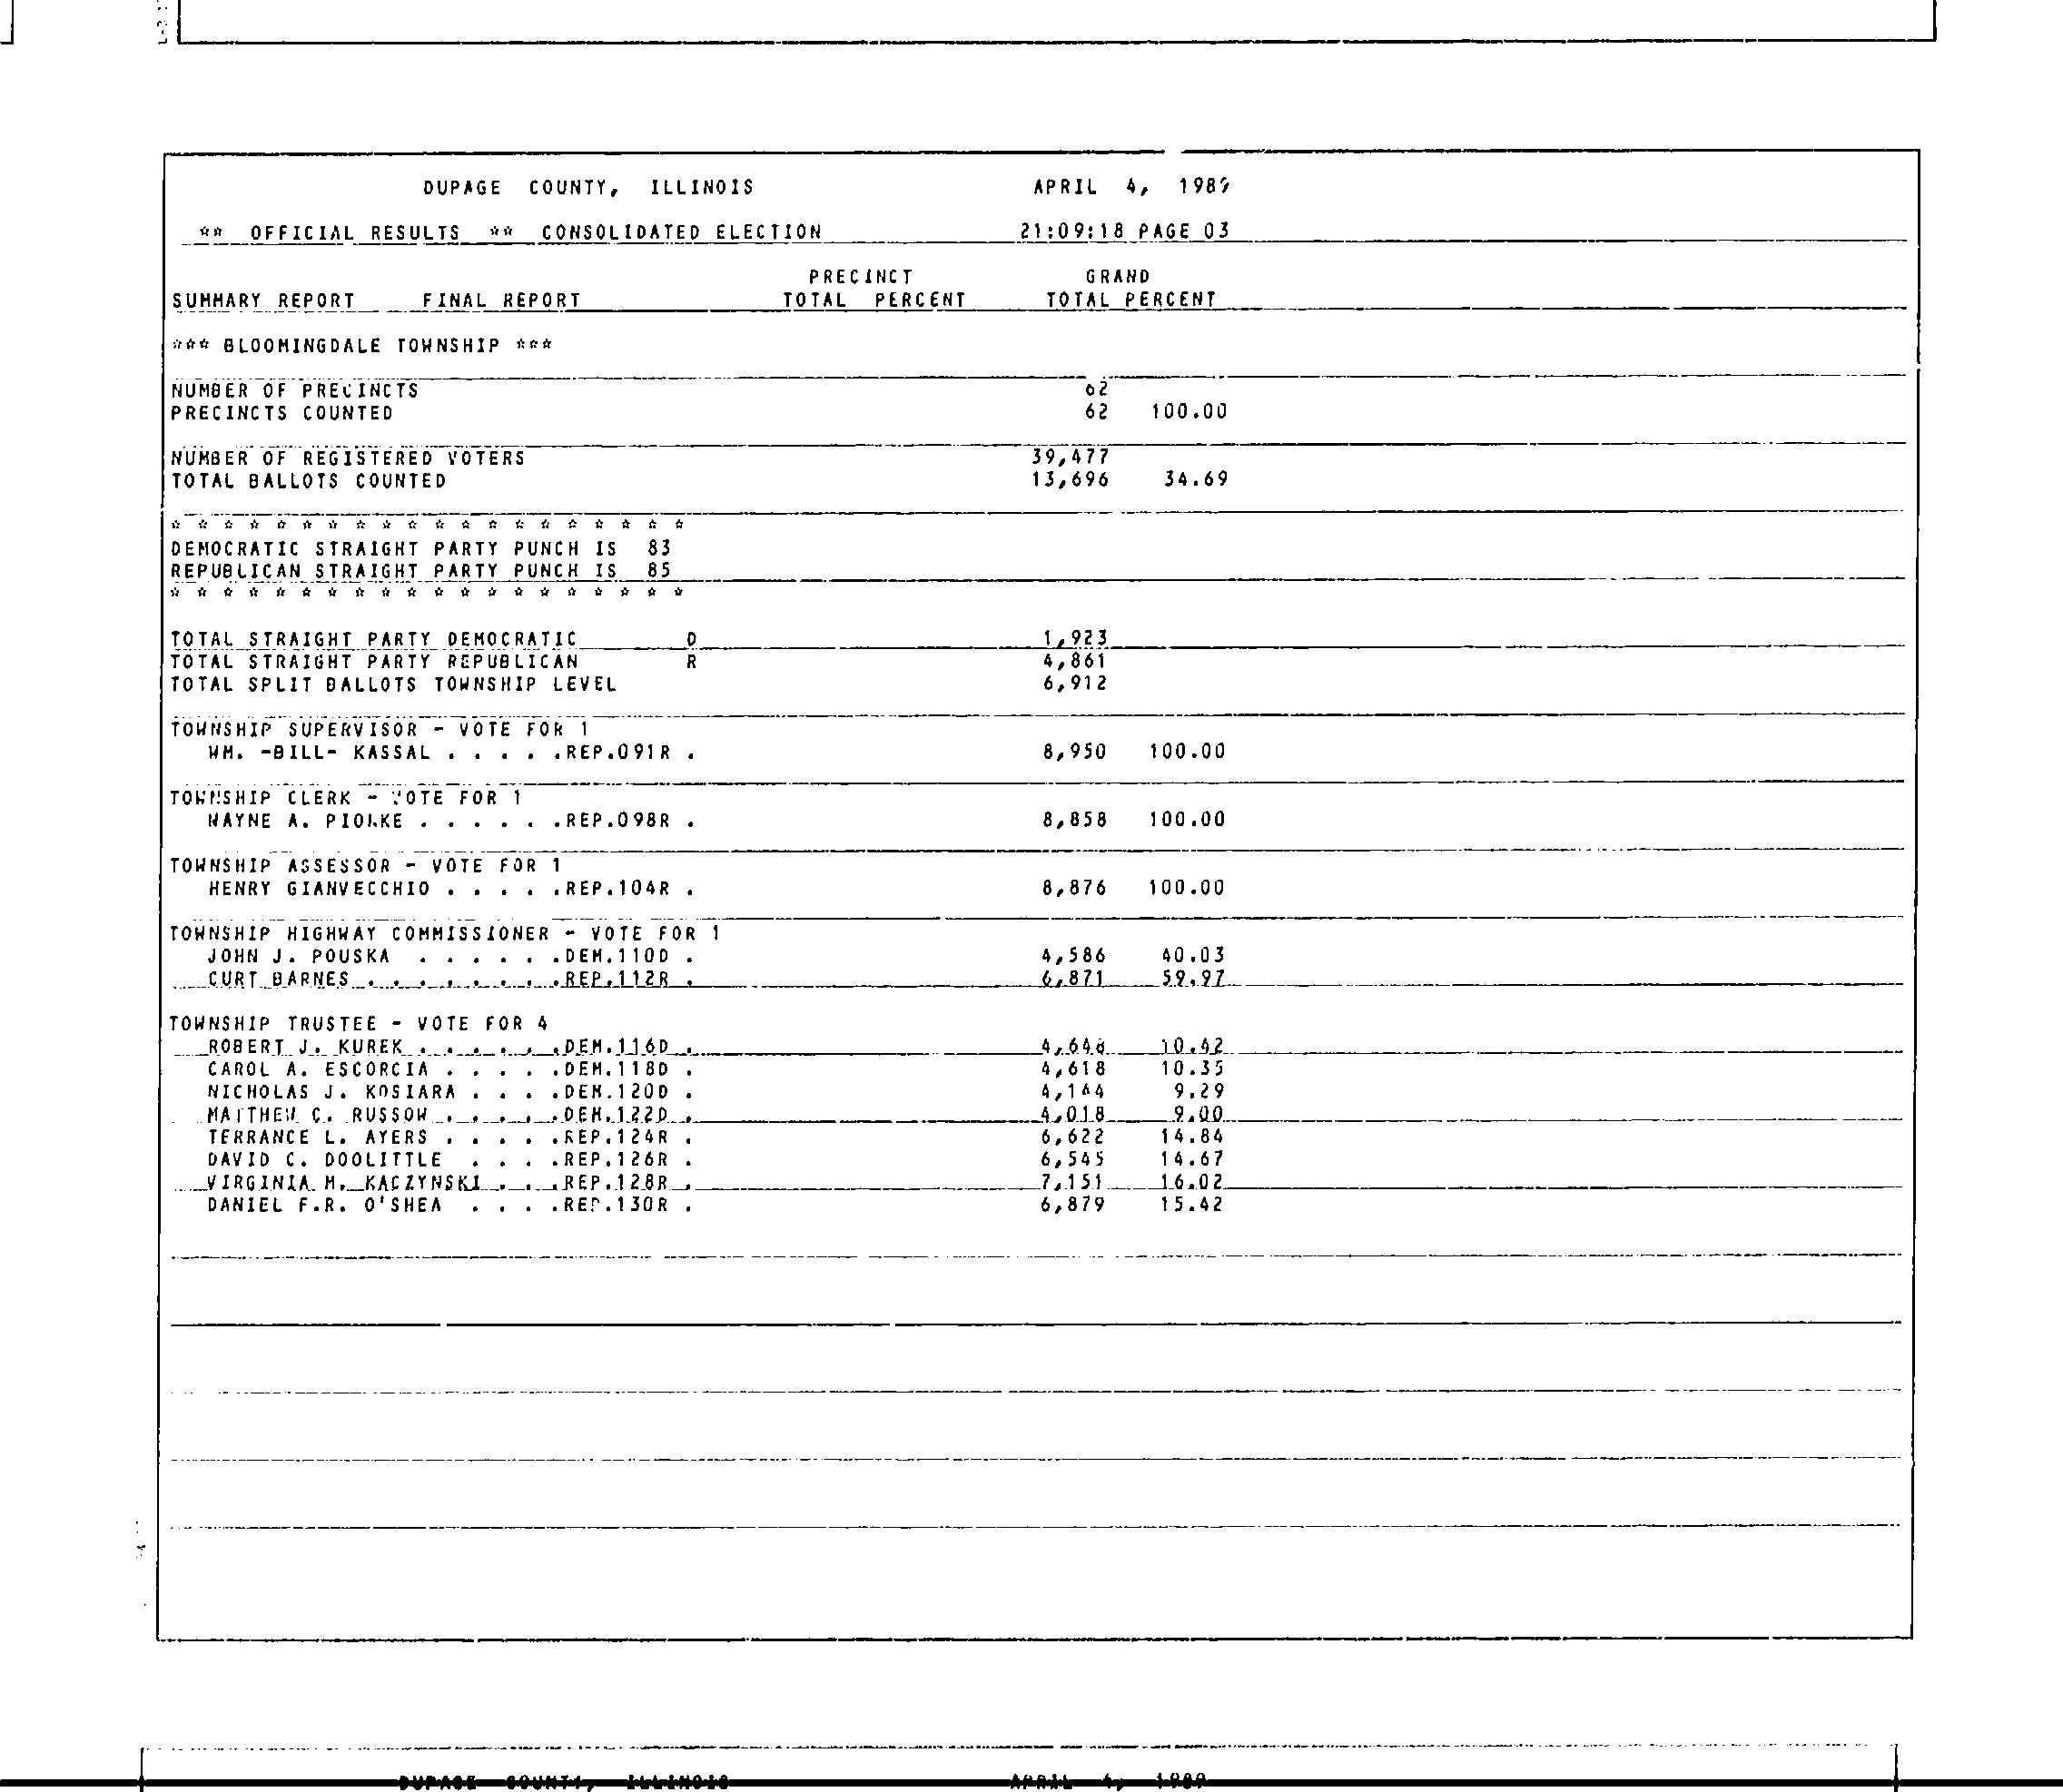 DUPAGE COUNTY, ILLINOIS APRIL 4, 1989
** OFFICIAL RESULTS ** CONSOLIDATED ELECTION 21:09:18 PAGE 03
PRECINCT GRAND
SUMMARY REPORT FINAL REPORT TOTAL PERCENT TOTAL PERCENT
*** BLOOMINGDALE TOWNSHIP ***
NUMBER OF PRECINCTS 62
PRECINCTS COUNTED 62 100.00
NUMBER OF REGISTERED VOTERS 39,477
TOTAL BALLOTS COUNTED 13,696 34.69
* * * * * * * * * * * * * * * * * * * *
DEMOCRATIC STRAIGHT PARTY PUNCH IS 83
REPUBLICAN STRAIGHT PARTY PUNCH IS 85
* * * * * * * * * * * * * * * * * * * *
TOTAL STRAIGHT PARTY DEMOCRATIC D 1,923
TOTAL STRAIGHT PARTY REPUBLICAN R 4,861
TOTAL SPLIT BALLOTS TOWNSHIP LEVEL 6,912
TOWNSHIP SUPERVISOR - VOTE FOR 1
WM. -BILL- KASSAL . . . . .REP.091R . 8,950 100.00
TOWNSHIP CLERK - VOTE FOR 1
WAYNE A. . . . . . .REP.098R . 8,858 100.00
TOWNSHIP ASSESSOR - VOTE FOR 1
HENRY GIANVECCHIO . . . . .REP.104R . 8,876 100.00
TOWNSHIP HIGHWAY COMMISSIONER - VOTE FOR 1
JOHN J. POUSKA . . . . . .DEM.110D . 4,586 40.03
CURT BARNES . . . . . . . .REP.112R . 6,871 59.97
TOWNSHIP TRUSTEE - VOTE FOR 4
ROBERT J. KUREK . . . . . .DEM.116D . 4,648 10.42
CAROL A. ESCORCIA . . . . .DEM.118D . 4,618 10.35
NICHOLAS J. KOSIARA . . . .DEM.120D . 4,144 9.29
MATTHEW C. RUSSOW . . . . .DEM.122D . 4,018 9.00
TERRANCE L. AYERS . . . . .REP.124R . 6,622 14.84
DAVID C. DOOLITTLE . . . .REP.126R . 6,545 14.67
VIRGINIA M. KACZYNSKI . . .REP.128R . 7,151 16.02
DANIEL F.R. O'SHEA . . . .REP.130R . 6,879 15.42
DUPAGE COUNTY, ILLINOIS APRIL 4, 1989